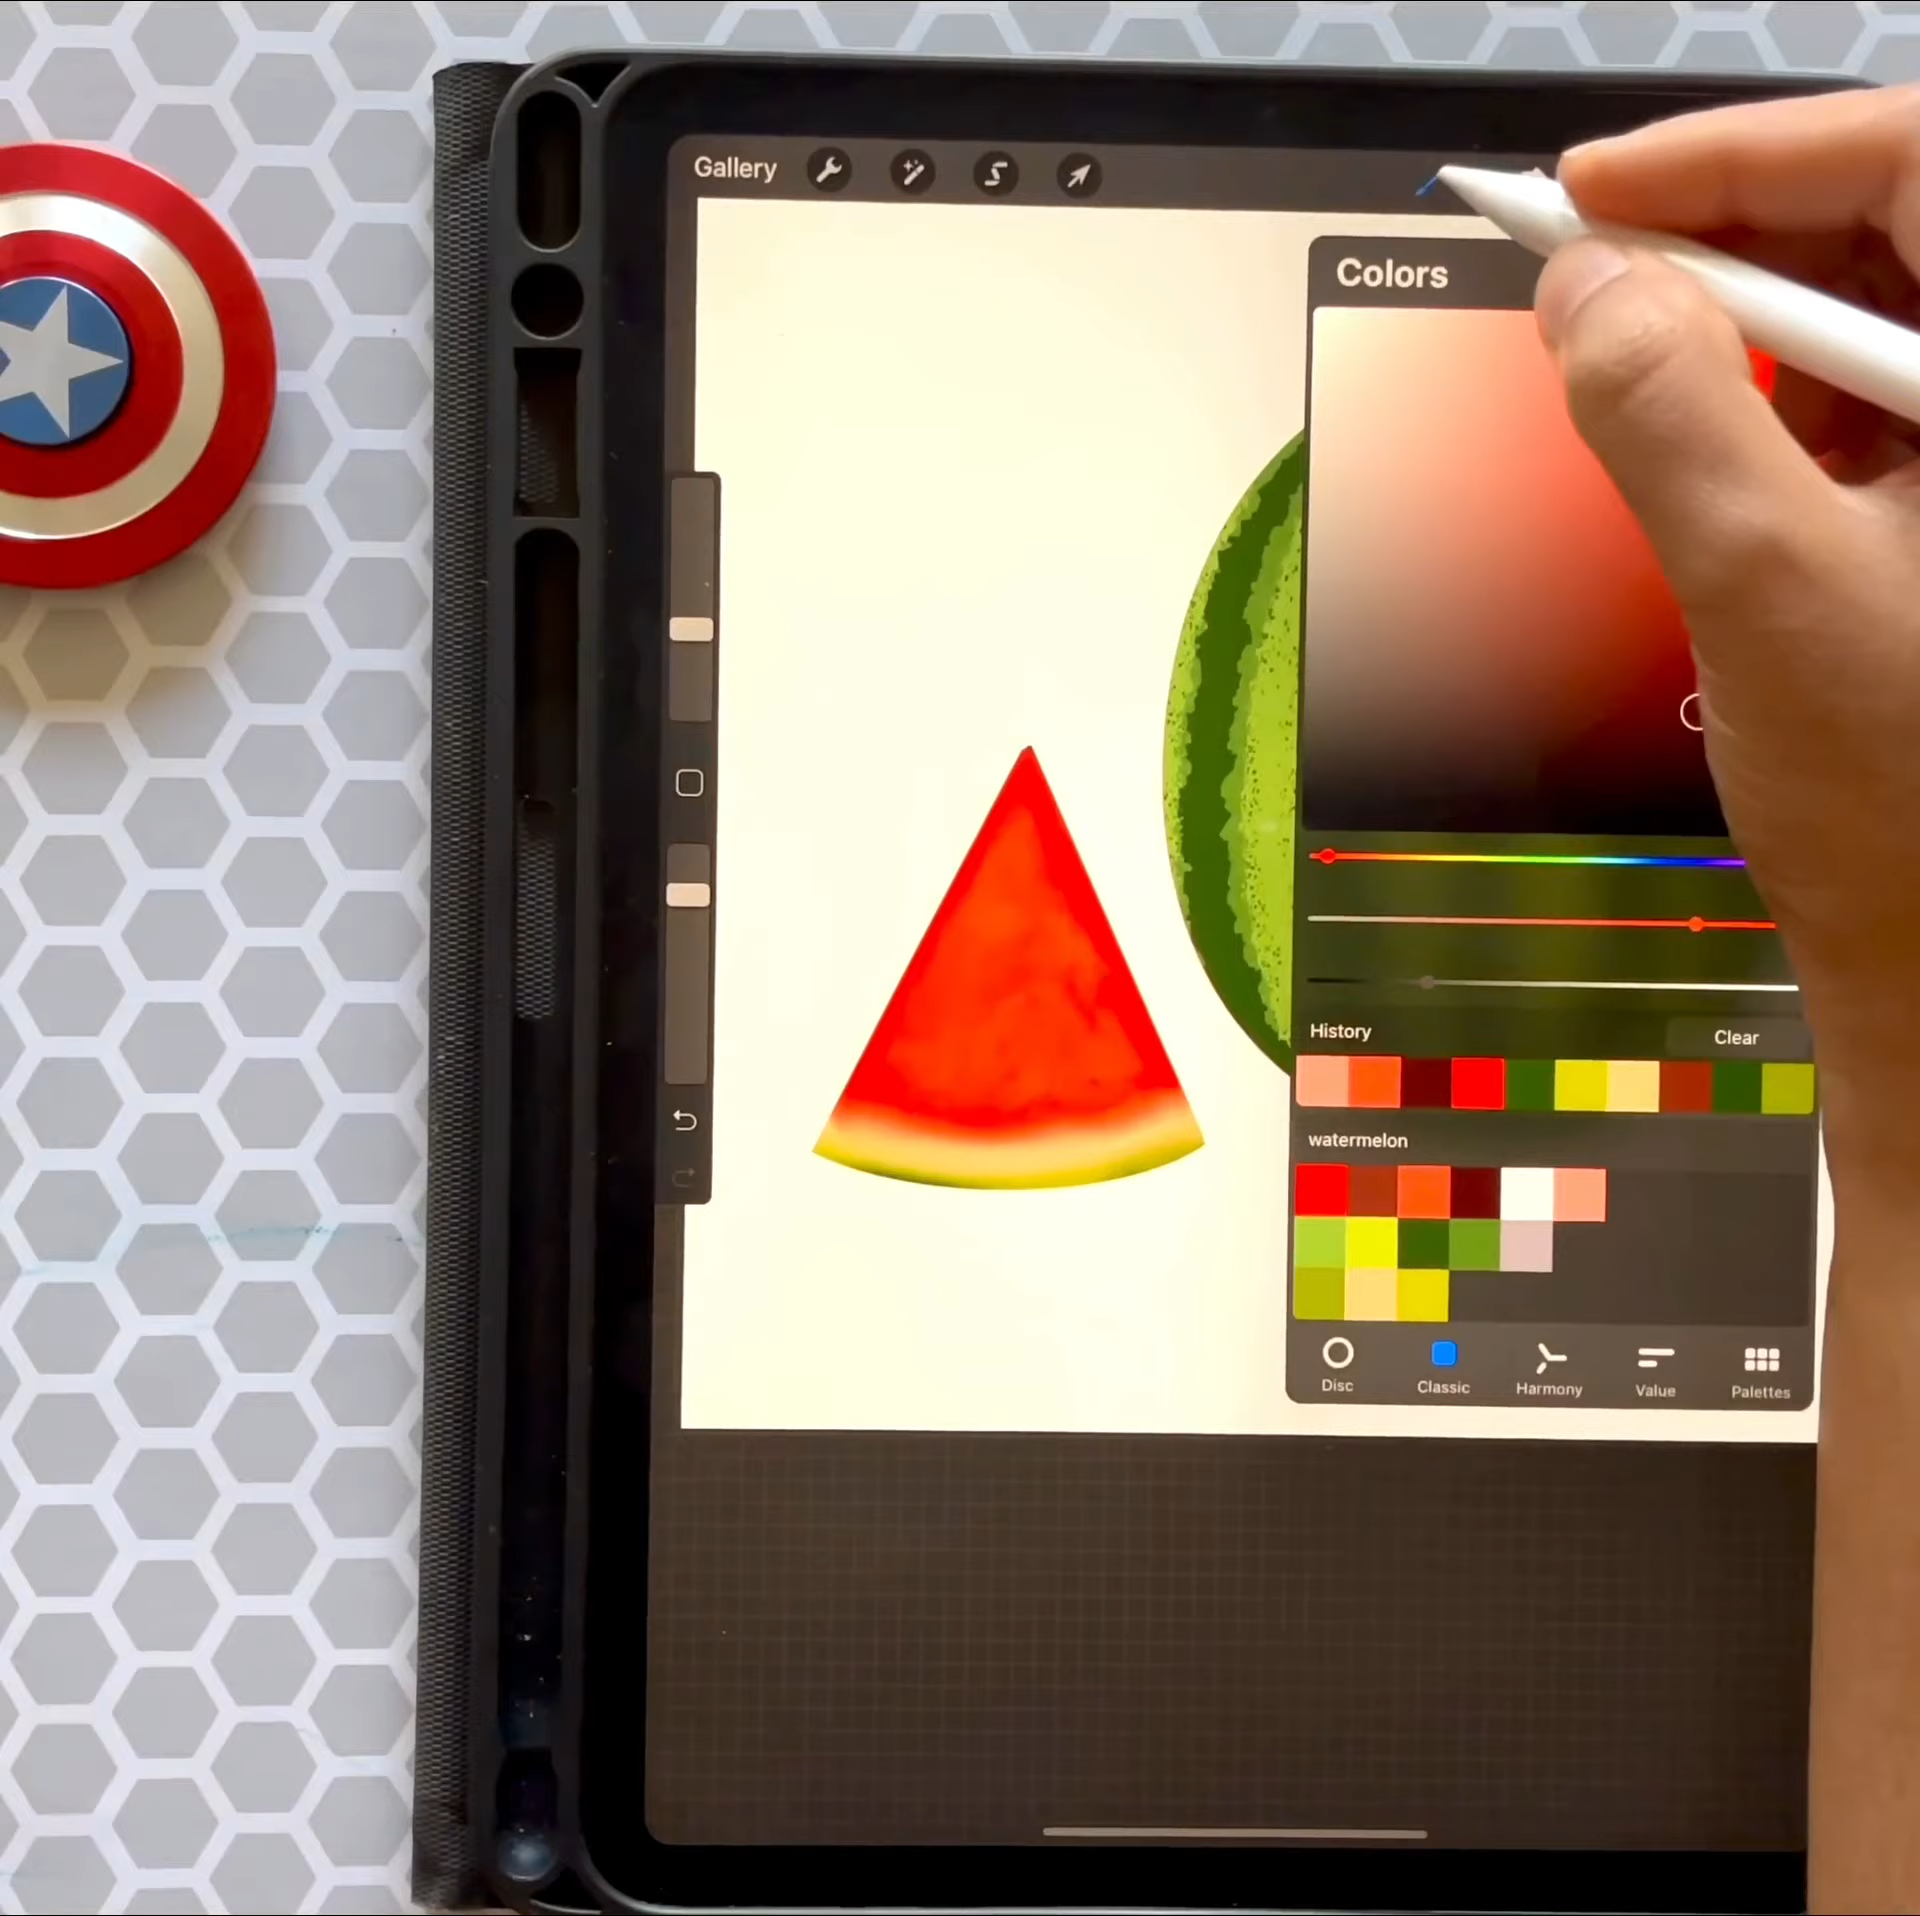 Gallery
Colors
History
Clear
watermelon
Disc
Classic
Harmony
Value
Palettes